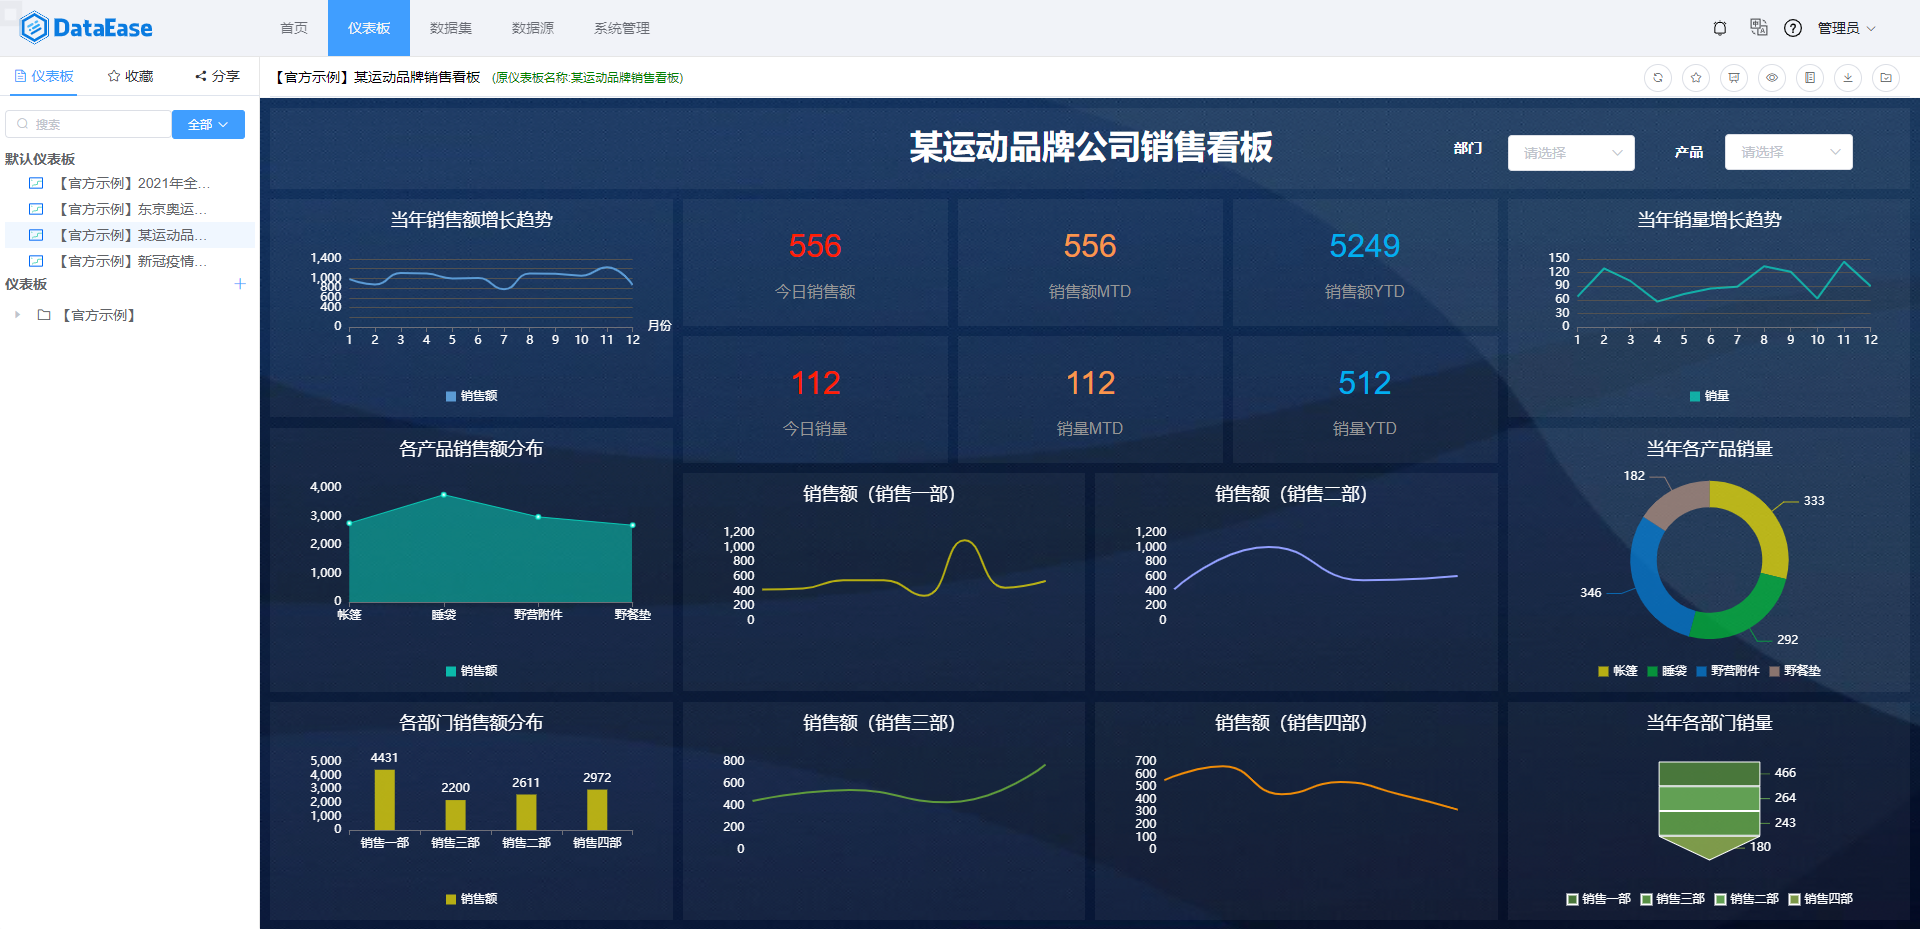 DataEase
首页
仪表板
数据集
数据源
系统管理
管理员
仪表板
收藏
分享
【官方示例】某运动品牌销售看板
(原仪表板名称:某运动品牌销售看板)
搜索
全部
默认仪表板
【官方示例】2021年全...
【官方示例】东京奥运...
【官方示例】某运动品...
【官方示例】新冠疫情...
仪表板
【官方示例】
某运动品牌公司销售看板
部门
请选择
产品
请选择
当年销售额增长趋势
1,400
1,000
800
600
400
0
1 2 3 4 5 6 7 8 9 10 11 12
月份
销售额
556
今日销售额
556
销售额MTD
5249
销售额YTD
112
今日销量
112
销量MTD
512
销量YTD
当年销量增长趋势
150
120
90
60
30
0
1 2 3 4 5 6 7 8 9 10 11 12
销量
各产品销售额分布
4,000
3,000
2,000
1,000
0
帐篷 睡袋 野营附件 野餐垫
销售额
销售额（销售一部）
1,200
1,000
800
600
400
200
0
销售额（销售二部）
1,200
1,000
800
600
400
200
0
当年各产品销量
182
333
346
292
帐篷 睡袋 野营附件 野餐垫
各部门销售额分布
5,000
4,000
3,000
2,000
1,000
0
4431
2200
2611
2972
销售一部 销售三部 销售二部 销售四部
销售额
销售额（销售三部）
800
600
400
200
0
销售额（销售四部）
700
600
500
400
300
200
100
0
当年各部门销量
466
264
243
180
销售一部 销售三部 销售二部 销售四部